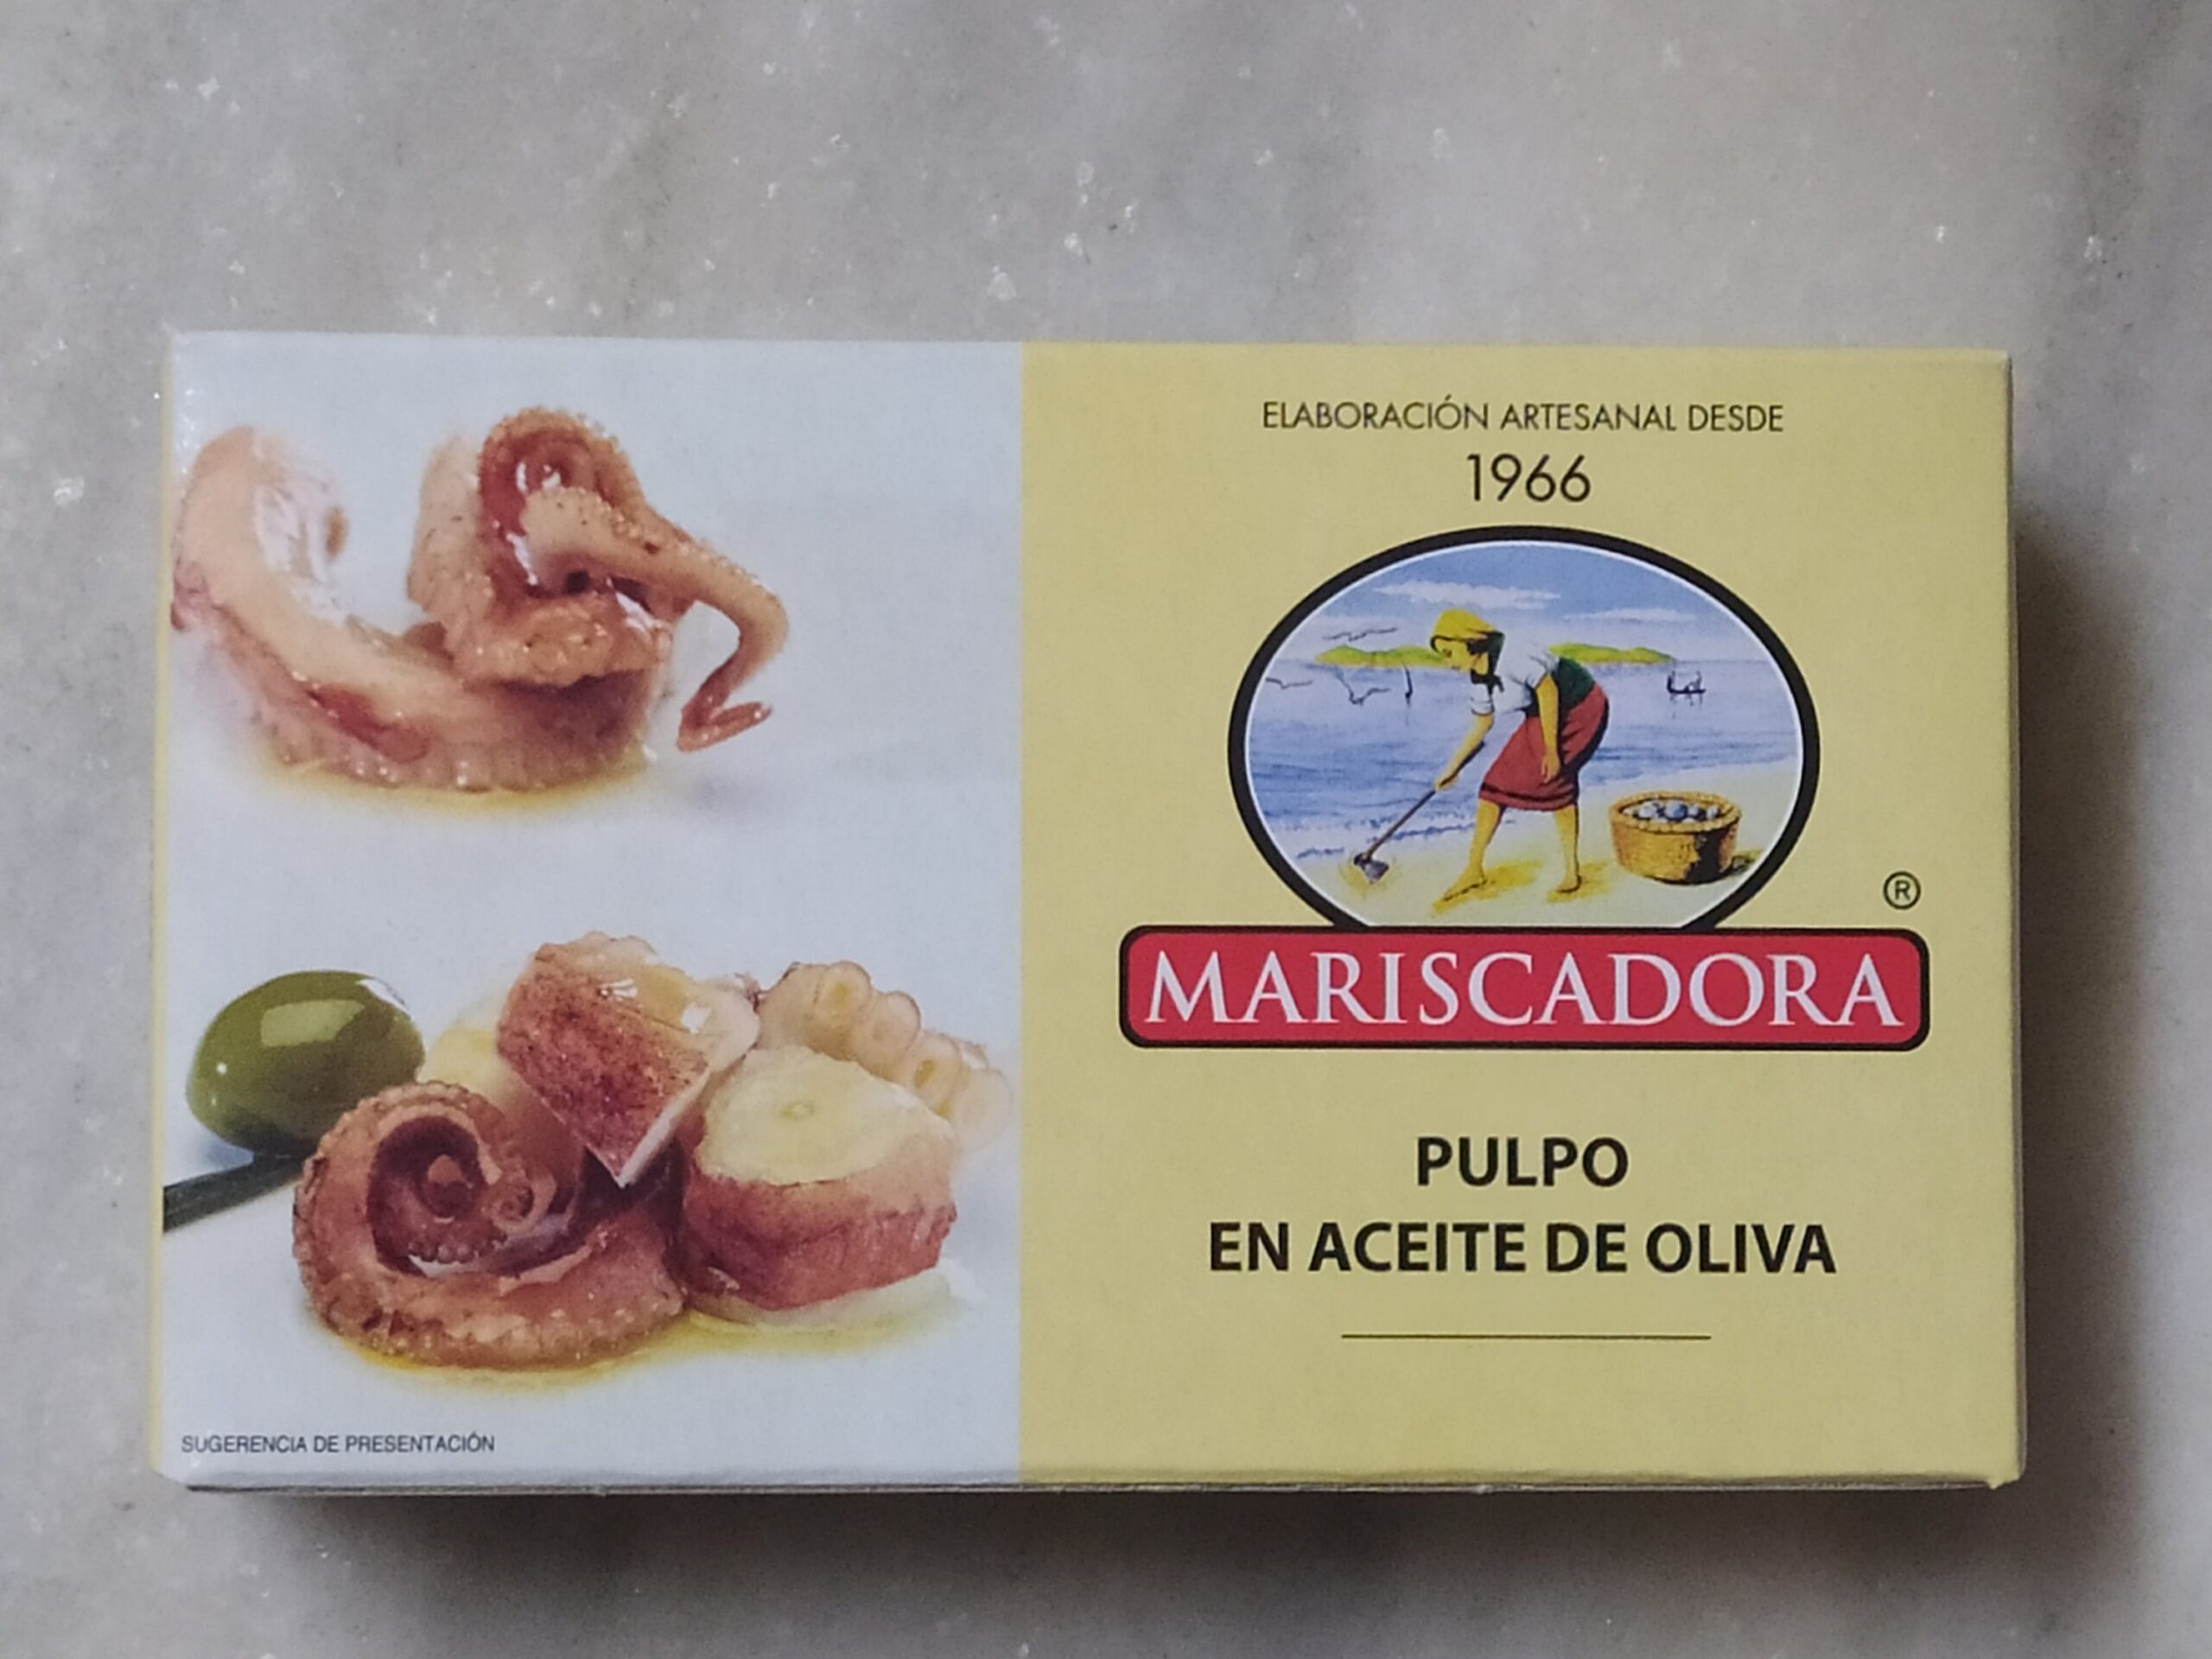 ELABORACIÓN ARTESANAL DESDE
1966
®
MARISCADORA
PULPO
EN ACEITE DE OLIVA
SUGERENCIA DE PRESENTACIÓN